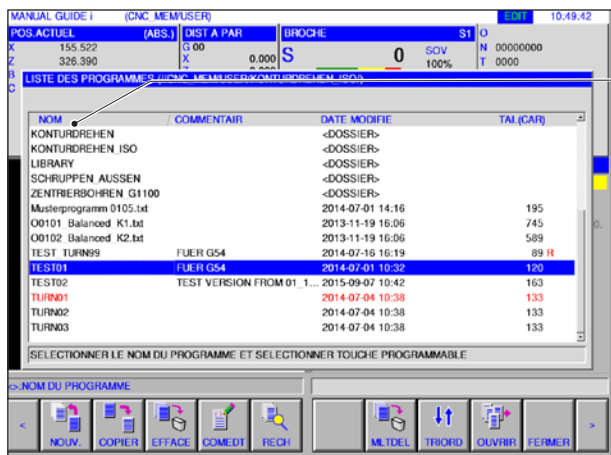 MANUAL GUIDE i (CNC_MEM/USER) EDIT 10:49:42
POS.ACTUEL (ABS.) DIST A PAR BROCHE S1 O
X 155.522 G 00 S 0 SOV N 00000000
Z 326.390 X 0.000 100% T 0000
B
C
LISTE DES PROGRAMMES (//CNC_MEM/USER/KONTURDREHEN_ISO/)
NOM / COMMENTAIR DATE MODIFIE TAL(CAR)
KONTURDREHEN <DOSSIER>
KONTURDREHEN_ISO <DOSSIER>
LIBRARY <DOSSIER>
SCHRUPPEN_AUSSEN <DOSSIER>
ZENTRIERBOHREN_G1100 <DOSSIER>
Musterprogramm 0105.txt 2014-07-01 14:16 195
O0101_Balanced_K1.txt 2013-11-19 16:06 745
O0102_Balanced_K2.txt 2013-11-19 16:06 589
TEST_TURN99 FUER G54 2014-07-16 16:19 89 R
TEST01 FUER G54 2014-07-01 10:32 120
TEST02 TEST VERSION FROM 01_1... 2015-09-07 10:42 163
TURN01 2014-07-04 10:38 133
TURN02 2014-07-04 10:38 133
TURN03 2014-07-04 10:38 133
SELECTIONNER LE NOM DU PROGRAMME ET SELECTIONNER TOUCHE PROGRAMMABLE
<>:NOM DU PROGRAMME
< NOUV. COPIER EFFACE COMEDT RECH MLTDEL TRIORD OUVRIR FERMER >